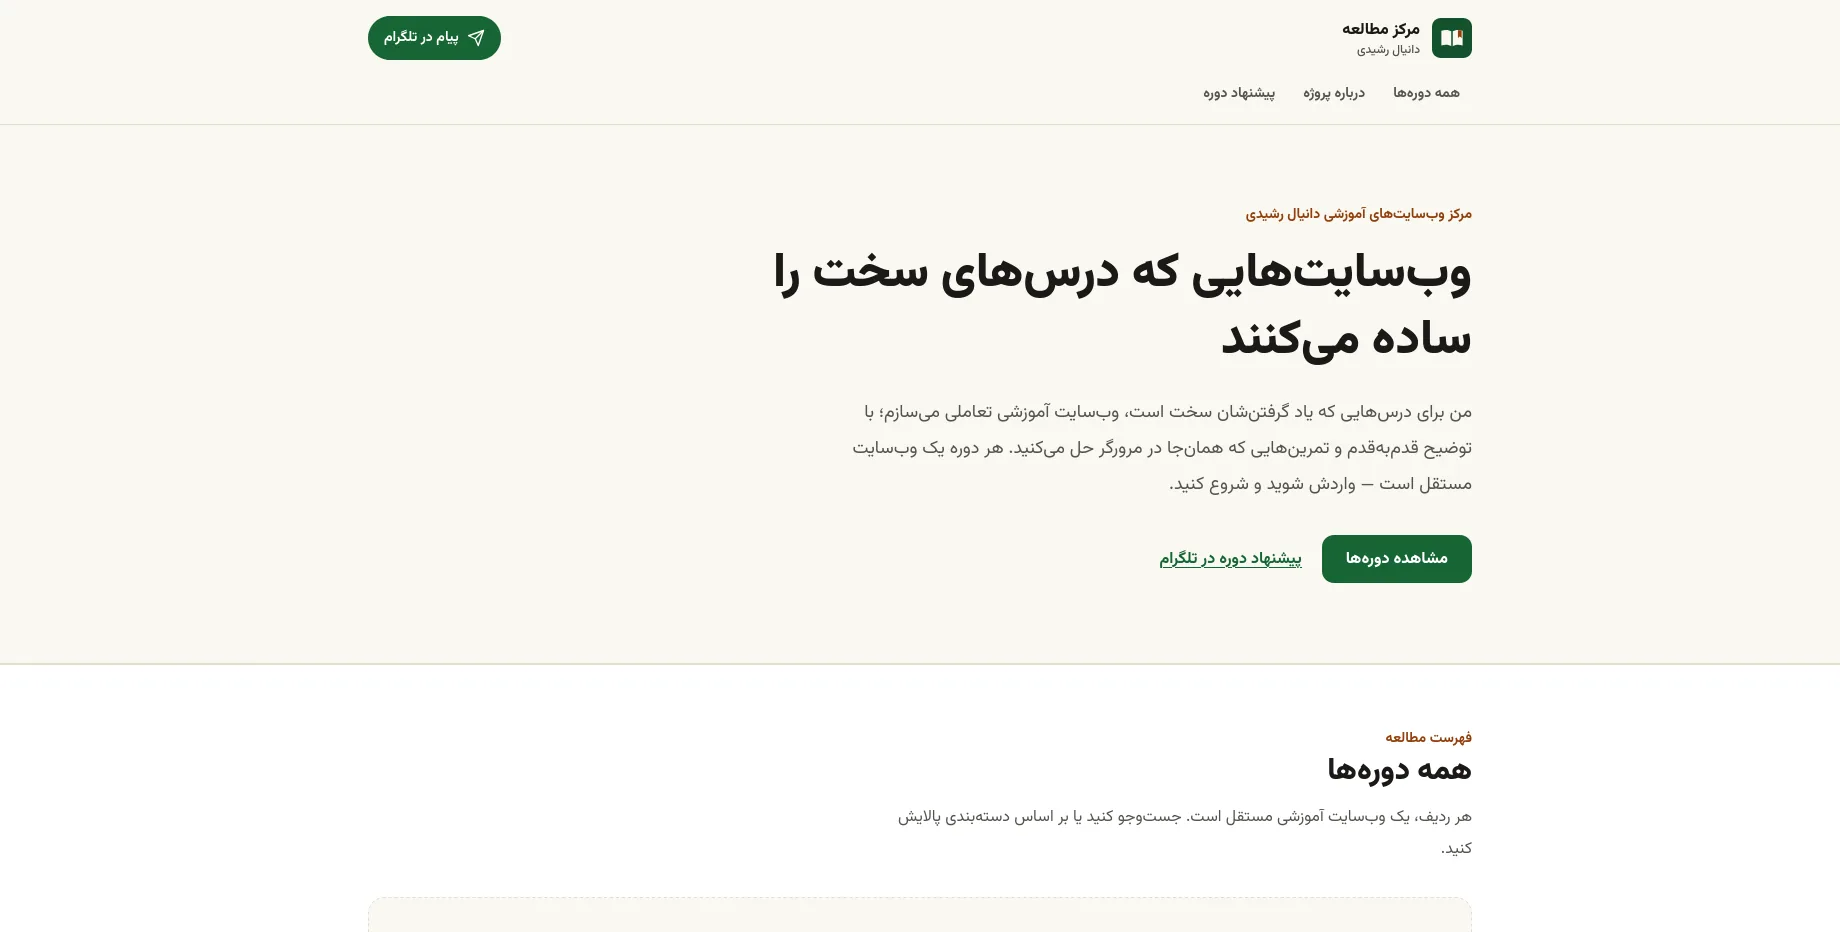 مرکز مطالعه
دانیال رشیدی
پیام در تلگرام
همه دوره‌ها
درباره پروژه
پیشنهاد دوره
مرکز وب‌سایت‌های آموزشی دانیال رشیدی
وب‌سایت‌هایی که درس‌های سخت را
ساده می‌کنند
من برای درس‌هایی که یاد گرفتن‌شان سخت است، وب‌سایت آموزشی تعاملی می‌سازم؛ با
توضیح قدم‌به‌قدم و تمرین‌هایی که همان‌جا در مرورگر حل می‌کنید. هر دوره یک وب‌سایت
مستقل است — واردش شوید و شروع کنید.
مشاهده دوره‌ها
پیشنهاد دوره در تلگرام
فهرست مطالعه
همه دوره‌ها
هر ردیف، یک وب‌سایت آموزشی مستقل است. جست‌وجو کنید یا بر اساس دسته‌بندی پالایش
کنید.